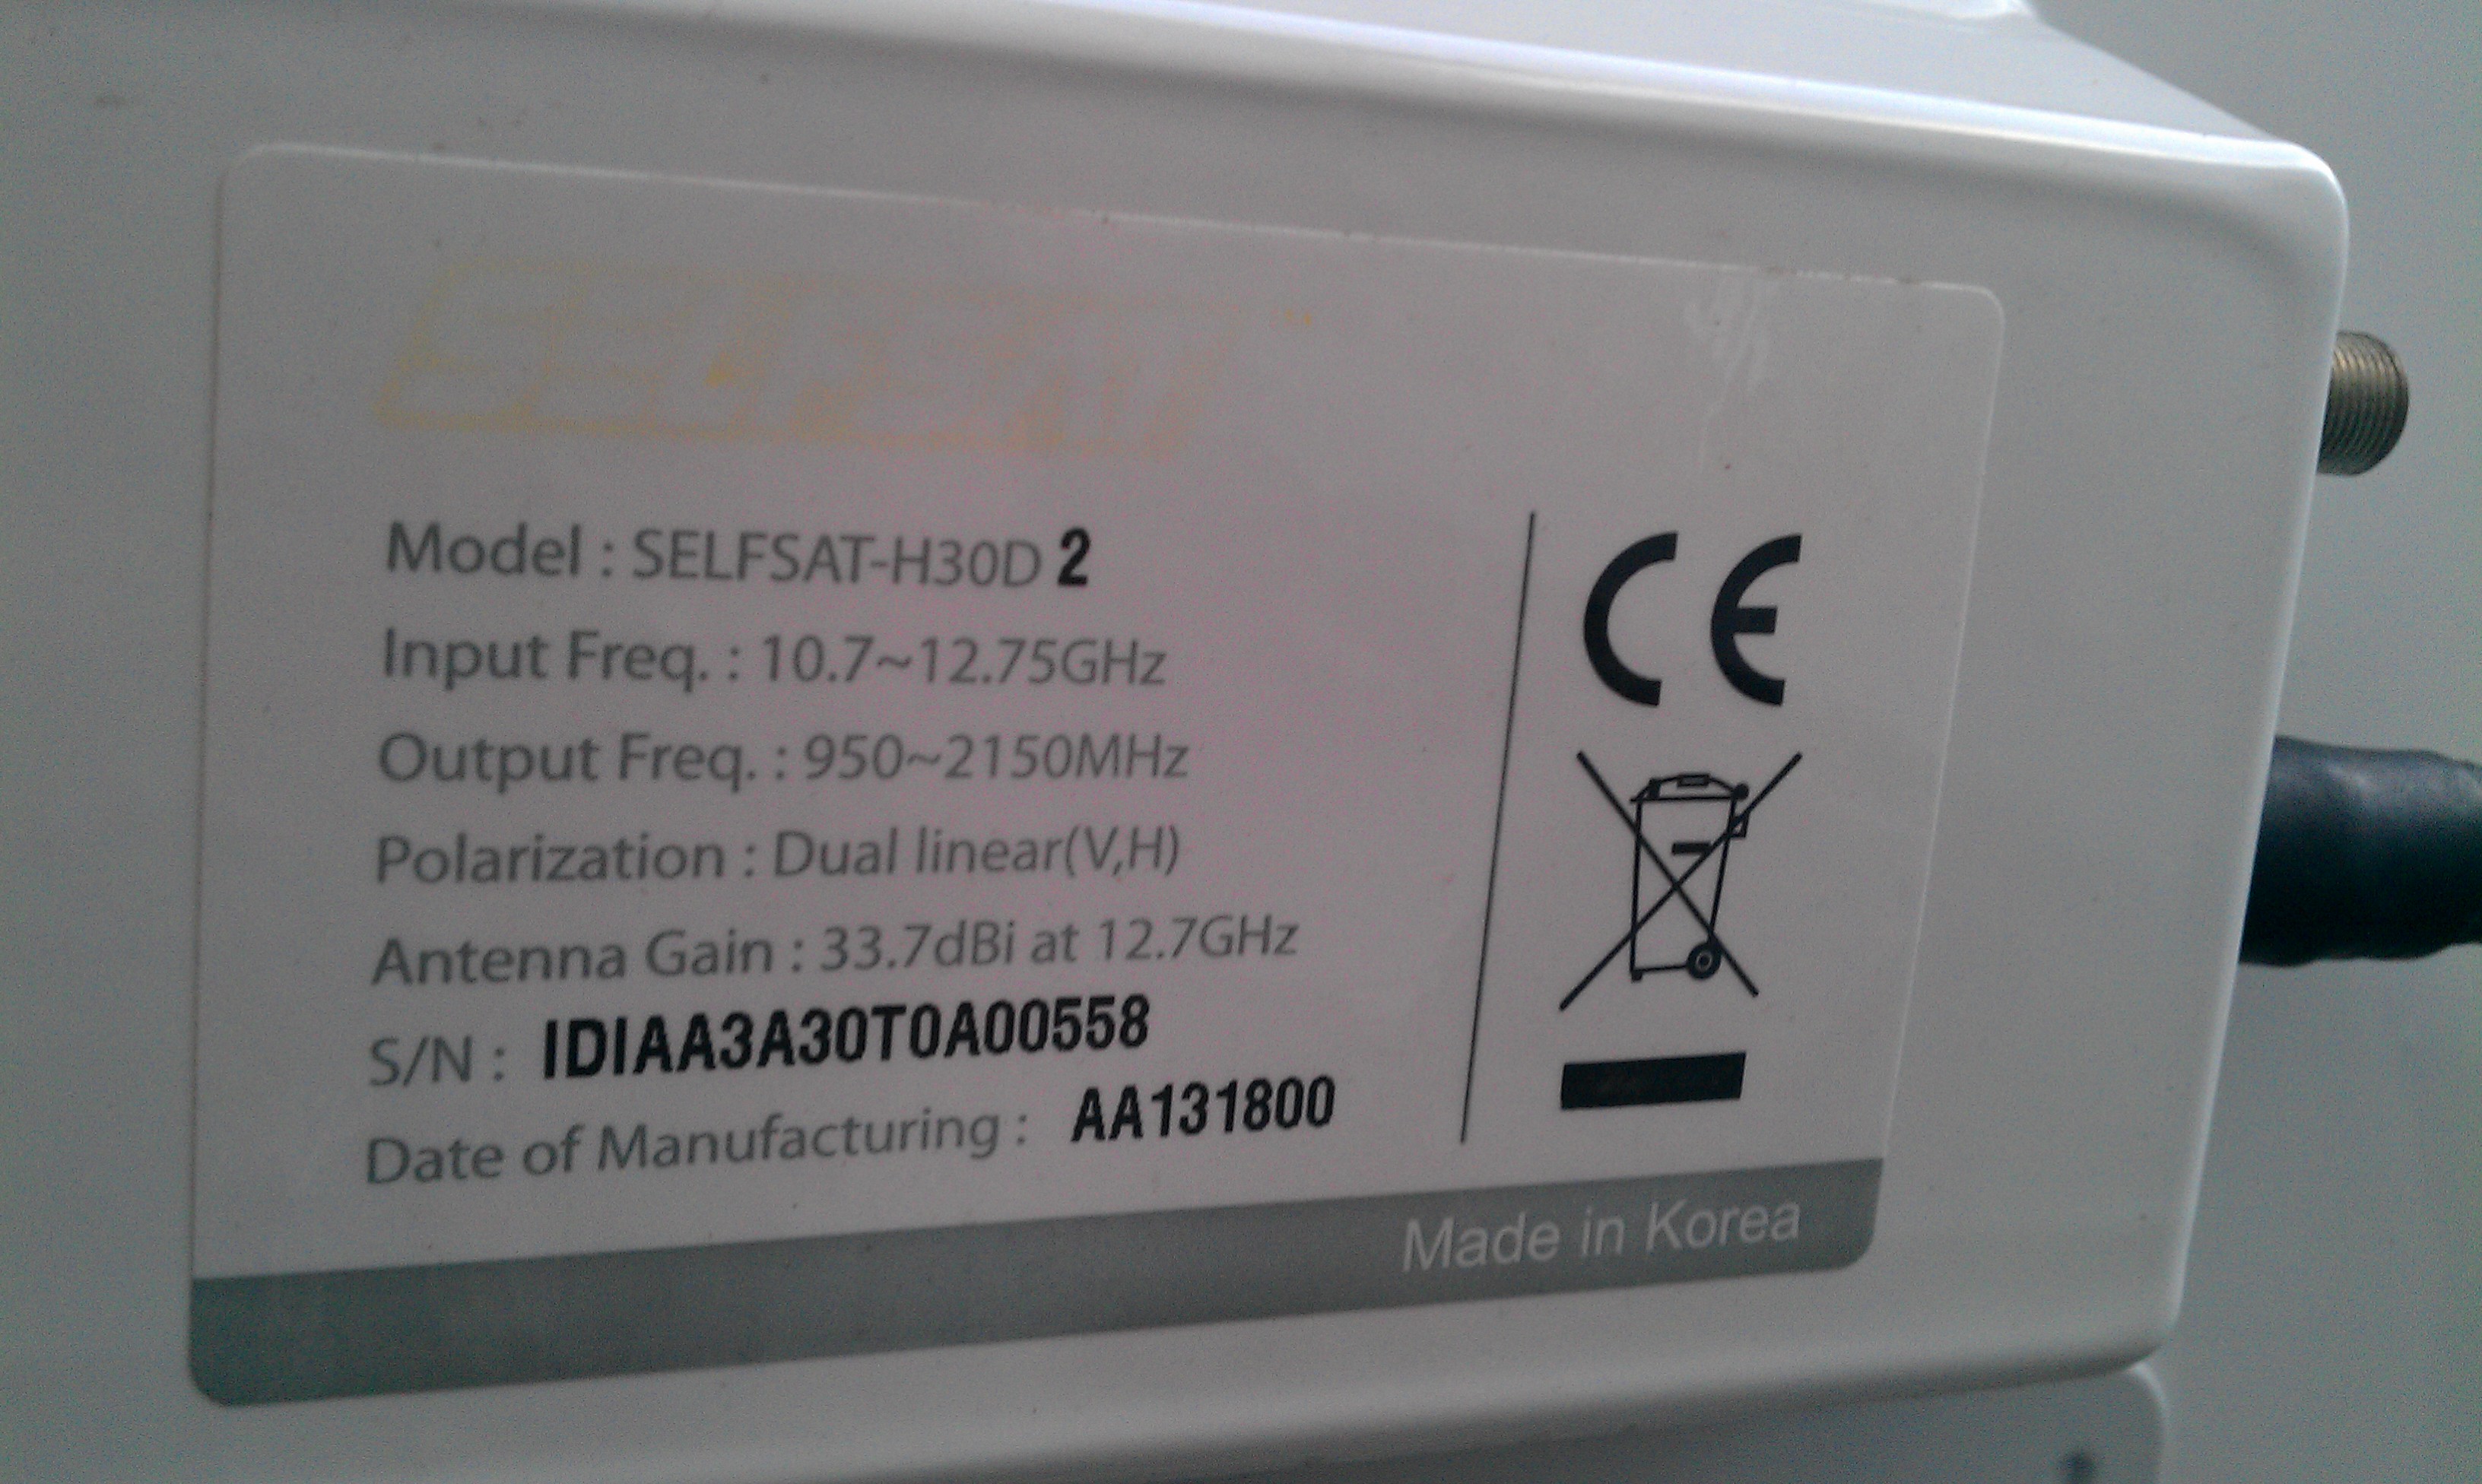 Model : SELFSAT-H30D 2
Input Freq. : 10.7~12.75GHz
Output Freq. : 950~2150MHz
Polarization : Dual linear(V,H)
Antenna Gain : 33.7dBi at 12.7GHz
S/N : IDIAA3A30T0A00558
Date of Manufacturing : AA131800
CE
Made in Korea